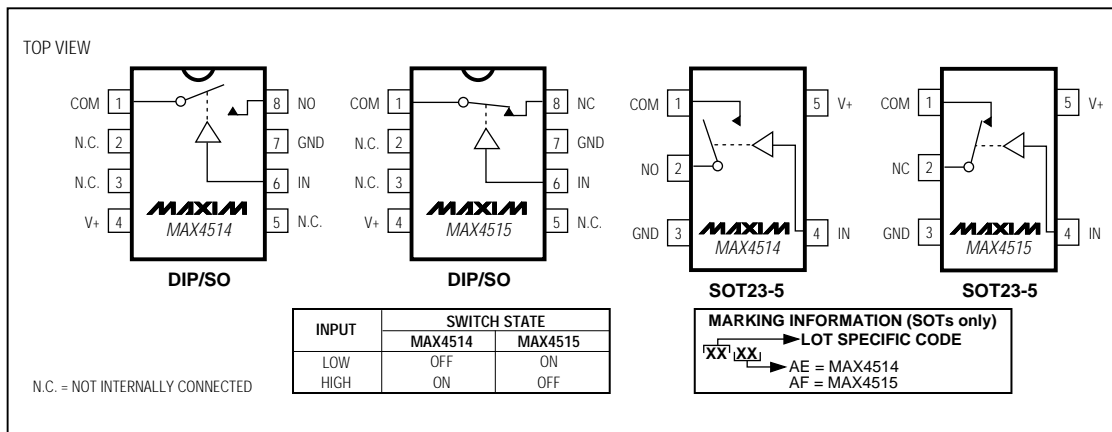 TOP VIEW
COM 1
N.C. 2
N.C. 3
V+ 4
8 NO
7 GND
6 IN
5 N.C.
MAXIM
MAX4514
DIP/SO
COM 1
N.C. 2
N.C. 3
V+ 4
8 NC
7 GND
6 IN
5 N.C.
MAXIM
MAX4515
DIP/SO
COM 1
NO 2
GND 3
5 V+
4 IN
MAXIM
MAX4514
SOT23-5
COM 1
NC 2
GND 3
5 V+
4 IN
MAXIM
MAX4515
SOT23-5
INPUT SWITCH STATE
MAX4514 MAX4515
LOW OFF ON
HIGH ON OFF
MARKING INFORMATION (SOTs only)
LOT SPECIFIC CODE
XX XX
AE = MAX4514
AF = MAX4515
N.C. = NOT INTERNALLY CONNECTED